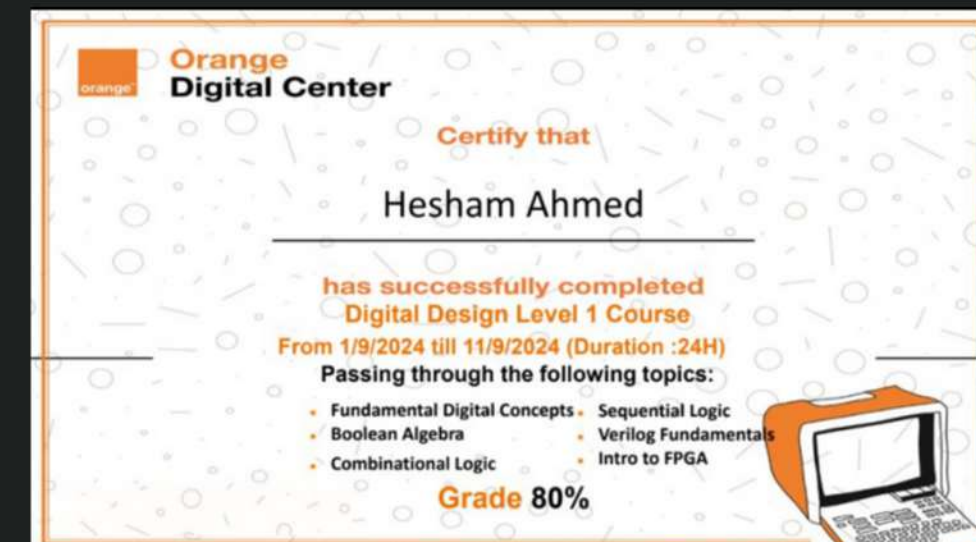 orange™
Orange
Digital Center
Certify that
Hesham Ahmed
has successfully completed
Digital Design Level 1 Course
From 1/9/2024 till 11/9/2024 (Duration :24H)
Passing through the following topics:
• Fundamental Digital Concepts
• Boolean Algebra
• Combinational Logic
• Sequential Logic
• Verilog Fundamentals
• Intro to FPGA
Grade 80%